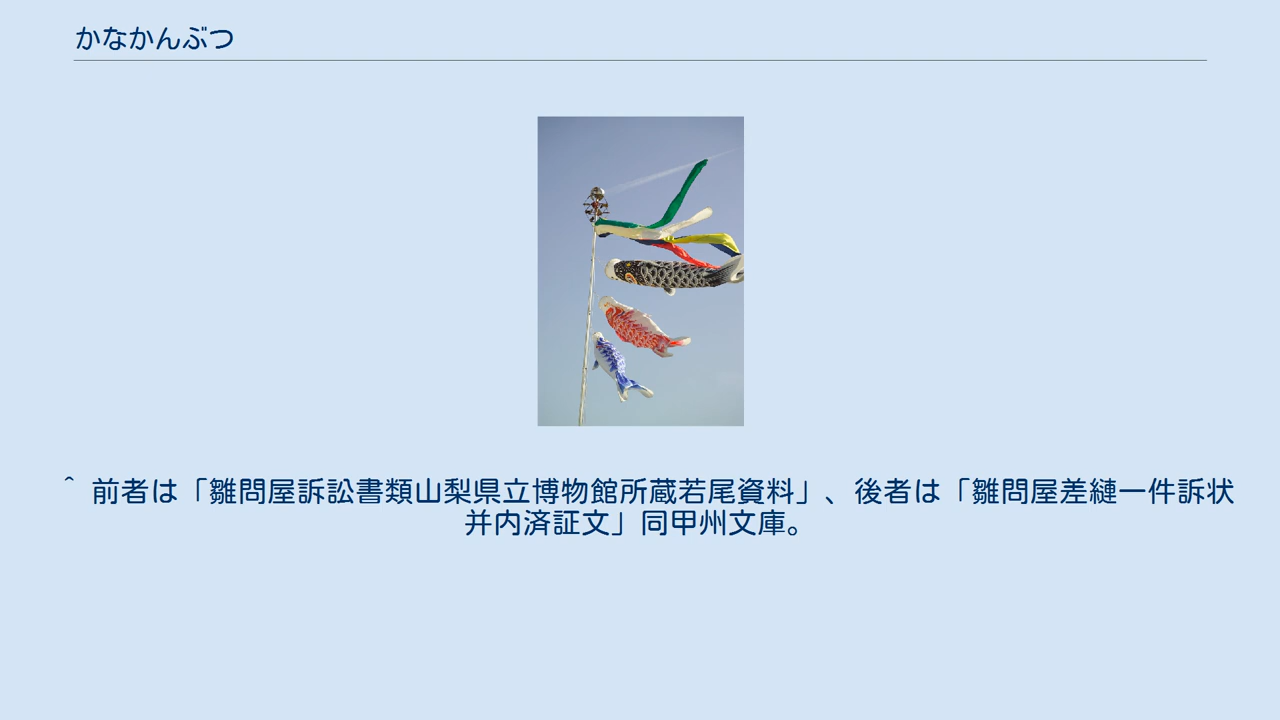 かなかんぶつ
^ 前者は「雛問屋訴訟書類山梨県立博物館所蔵若尾資料」、後者は「雛問屋差縺一件訴状
并内済証文」同甲州文庫。